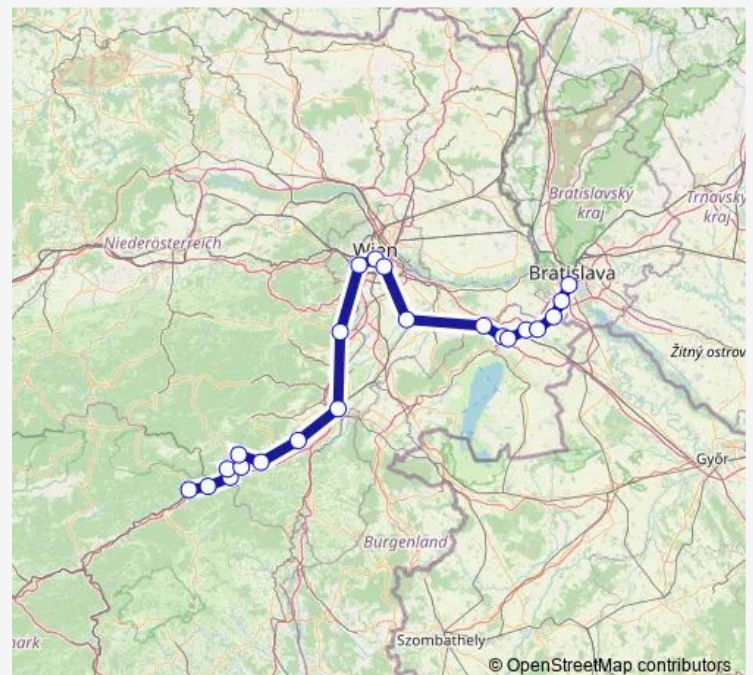 Bratislavský
kraj
Trnavský
kraj
Niederösterreich
Wien
Bratislava
Žitný ostrov
Győr
Burgenland
mark
Szombathely
© OpenStreetMap contributors